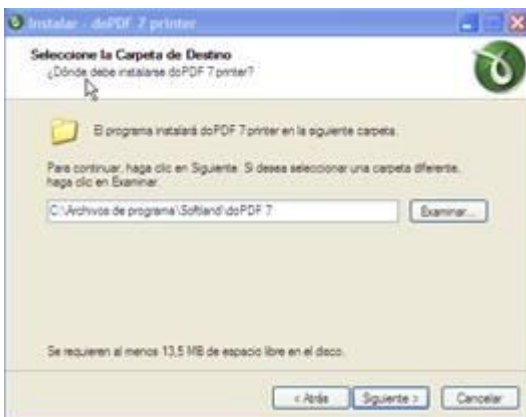 Instalar - doPDF 7 printer
Seleccione la Carpeta de Destino
¿Dónde debe instalarse doPDF 7 printer?
El programa instalará doPDF 7 printer en la siguiente carpeta.
Para continuar, haga clic en Siguiente. Si desea seleccionar una carpeta diferente,
haga clic en Examinar.
C:\Archivos de programa\Softland\doPDF 7
Examinar...
Se requieren al menos 13,5 MB de espacio libre en el disco.
< Atrás
Siguiente >
Cancelar